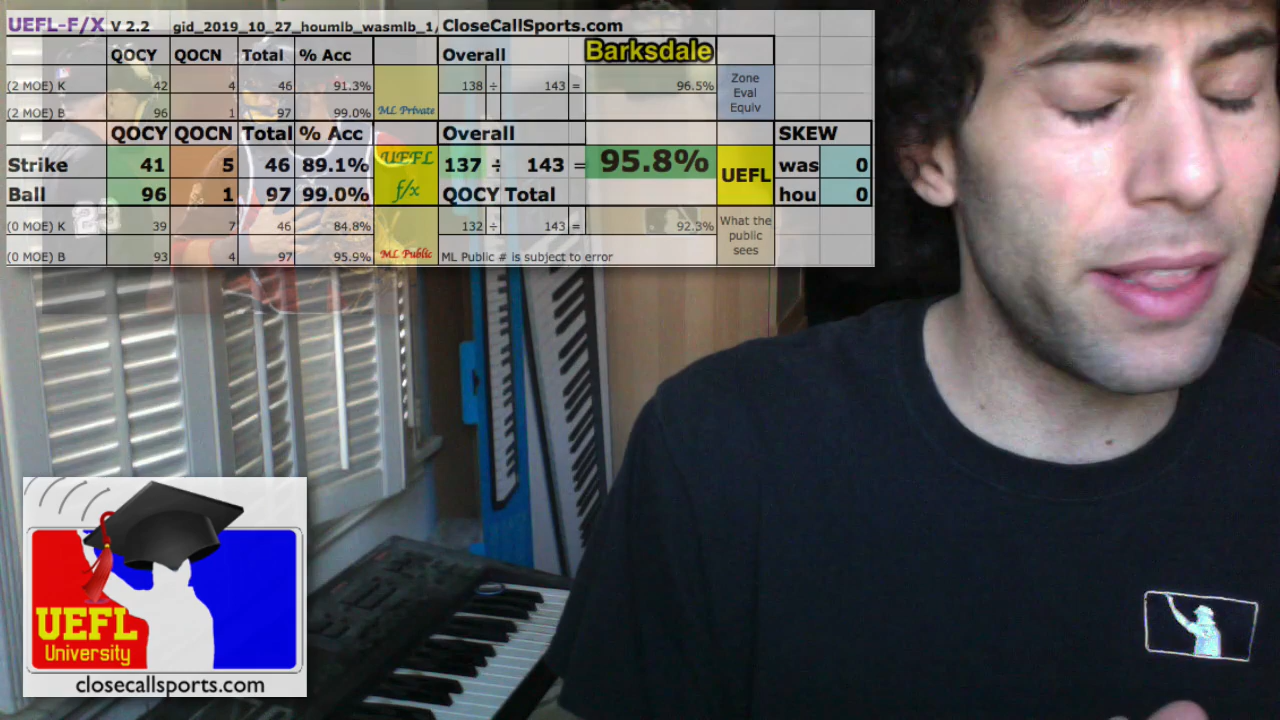 UEFL-F/X V 2.2 gid_2019_10_27_houmlb_wasmlb_1/ CloseCallSports.com
QOCY QOCN Total % Acc Overall Barksdale
(2 MOE) K 42 4 46 91.3% 138 ÷ 143 = 96.5% Zone Eval Equiv
(2 MOE) B 96 1 97 99.0% ML Private
QOCY QOCN Total % Acc Overall SKEW
Strike 41 5 46 89.1% UEFL 137 ÷ 143 = 95.8% UEFL was 0
Ball 96 1 97 99.0% f/x QOCY Total hou 0
(0 MOE) K 39 7 46 84.8% 132 ÷ 143 = 92.3% What the public sees
(0 MOE) B 93 4 97 95.9% ML Public ML Public # is subject to error
23
UEFL
University
closecallsports.com